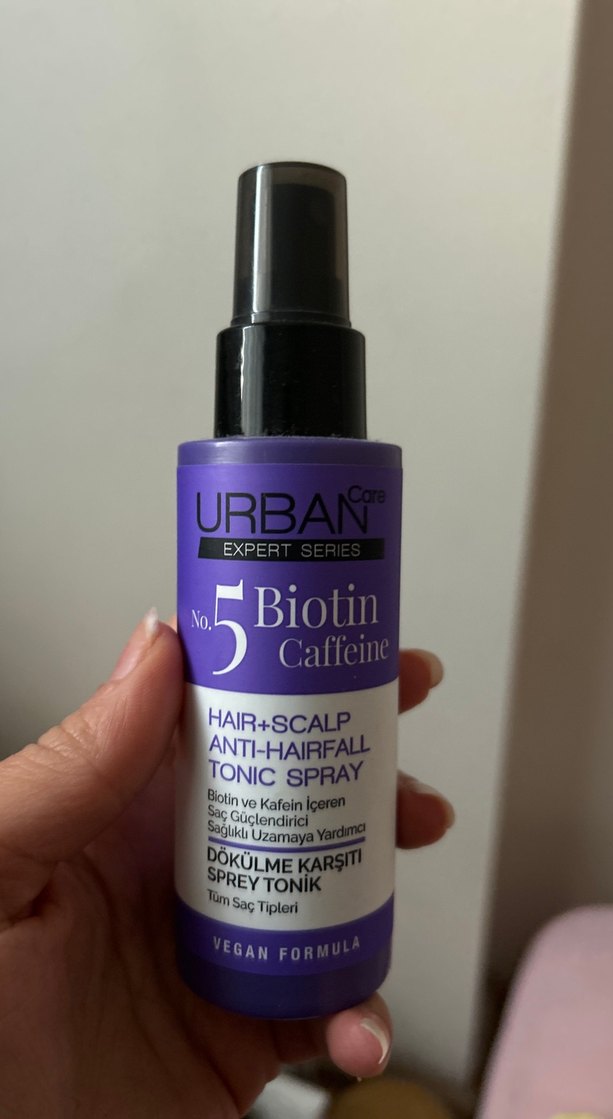 URBAN Care
EXPERT SERIES
No.5 Biotin
Caffeine
HAIR+SCALP
ANTI-HAIRFALL
TONIC SPRAY
Biotin ve Kafein İçeren
Saç Güçlendirici
Sağlıklı Uzamaya Yardımcı
DÖKÜLME KARŞITI
SPREY TONİK
Tüm Saç Tipleri
VEGAN FORMULA